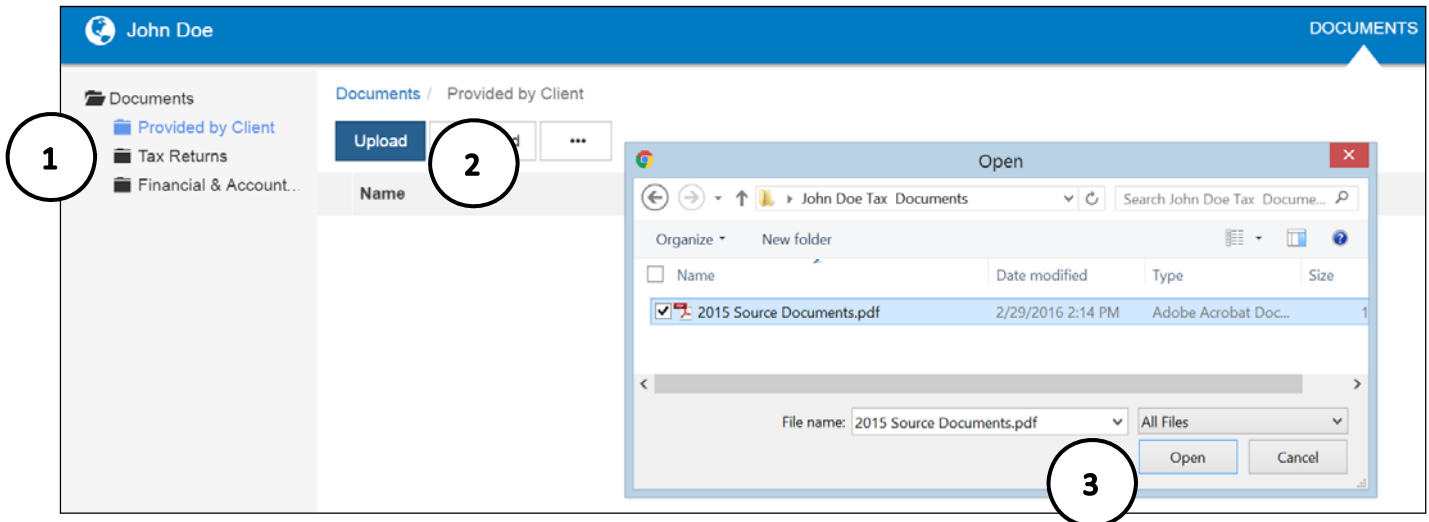 John Doe
DOCUMENTS
Documents
Provided by Client
Tax Returns
Financial & Account...
1
Documents / Provided by Client
Upload
2
•••
Name
Open
John Doe Tax Documents
Search John Doe Tax Docume...
Organize
New folder
Name Date modified Type Size
2015 Source Documents.pdf 2/29/2016 2:14 PM Adobe Acrobat Doc... 1
File name: 2015 Source Documents.pdf All Files
Open Cancel
3